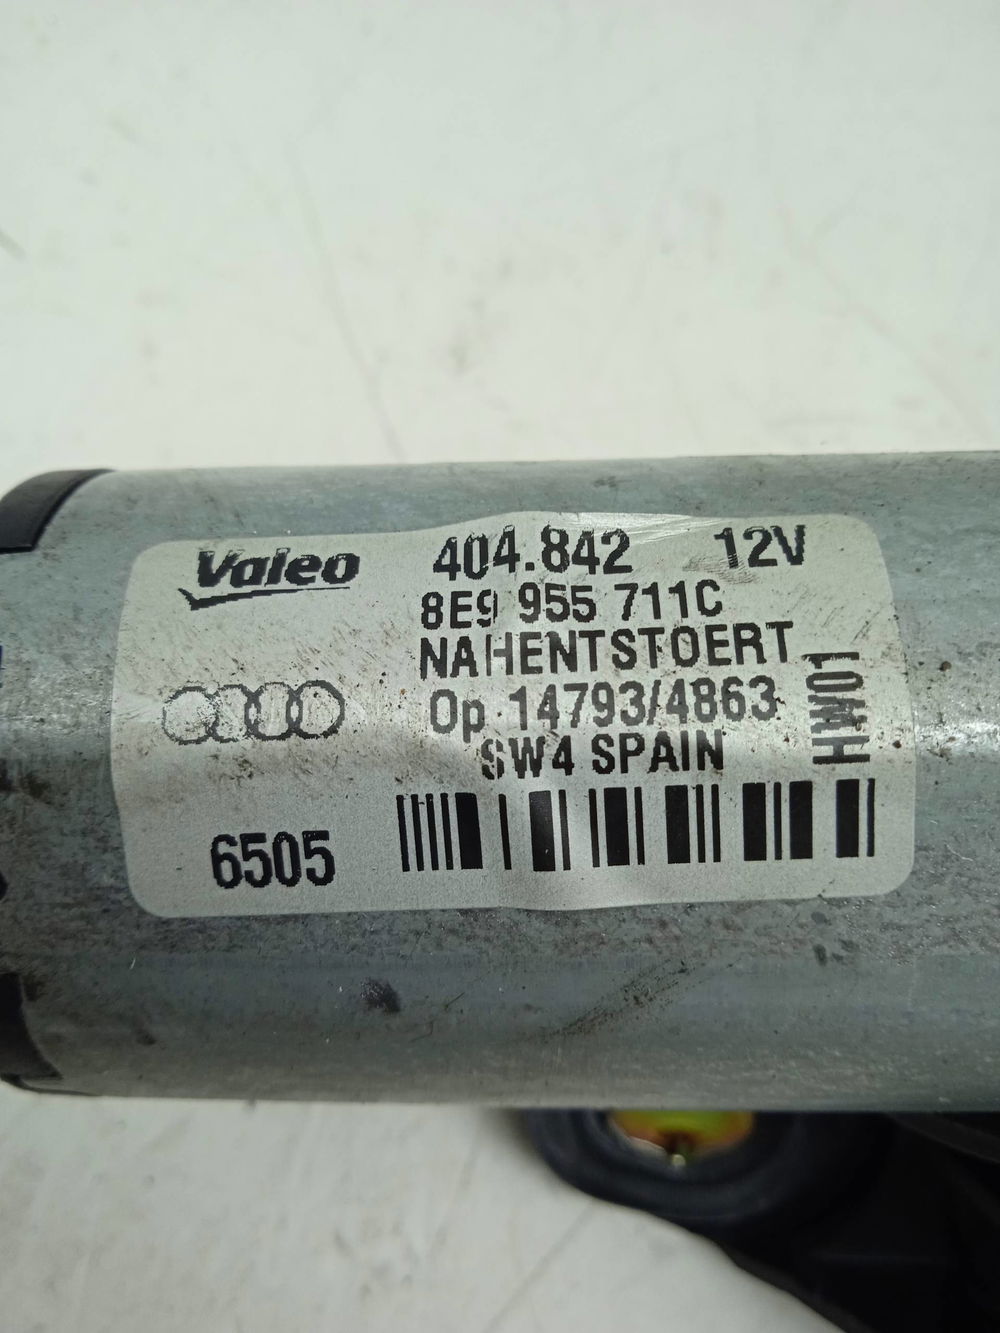 Valeo 404.842 12V
8E9 955 711C
NAHENTSTOERT
Op 14793/4863
SW4 SPAIN
HW01
6505